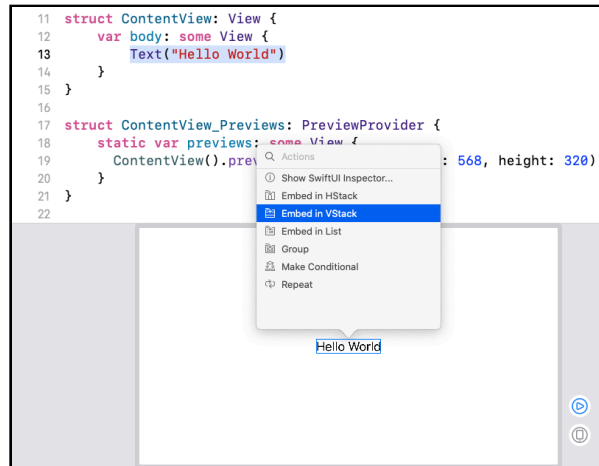 11 struct ContentView: View {
12 var body: some View {
13 Text("Hello World")
14 }
15 }
16
17 struct ContentView_Previews: PreviewProvider {
18 static var previews: some View {
19 ContentView().prev : 568, height: 320)
20 }
21 }
22
Actions
Show SwiftUI Inspector...
Embed in HStack
Embed in VStack
Embed in List
Group
Make Conditional
Repeat
Hello World